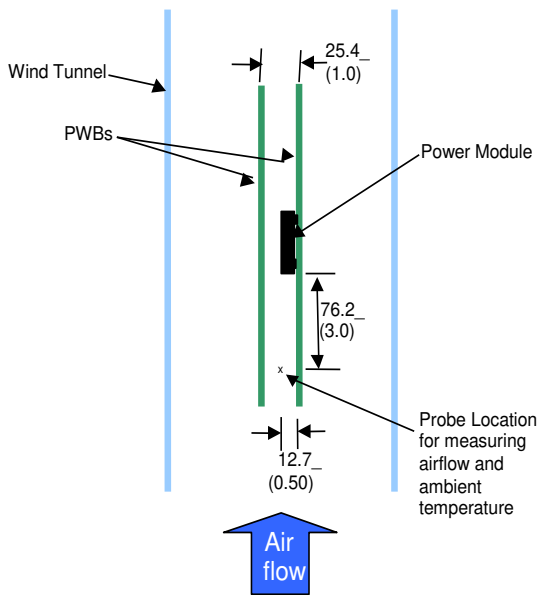 25.4_
(1.0)
Wind Tunnel
PWBs
Power Module
76.2_
(3.0)
x
Probe Location
for measuring
airflow and
ambient
temperature
12.7_
(0.50)
Air
flow